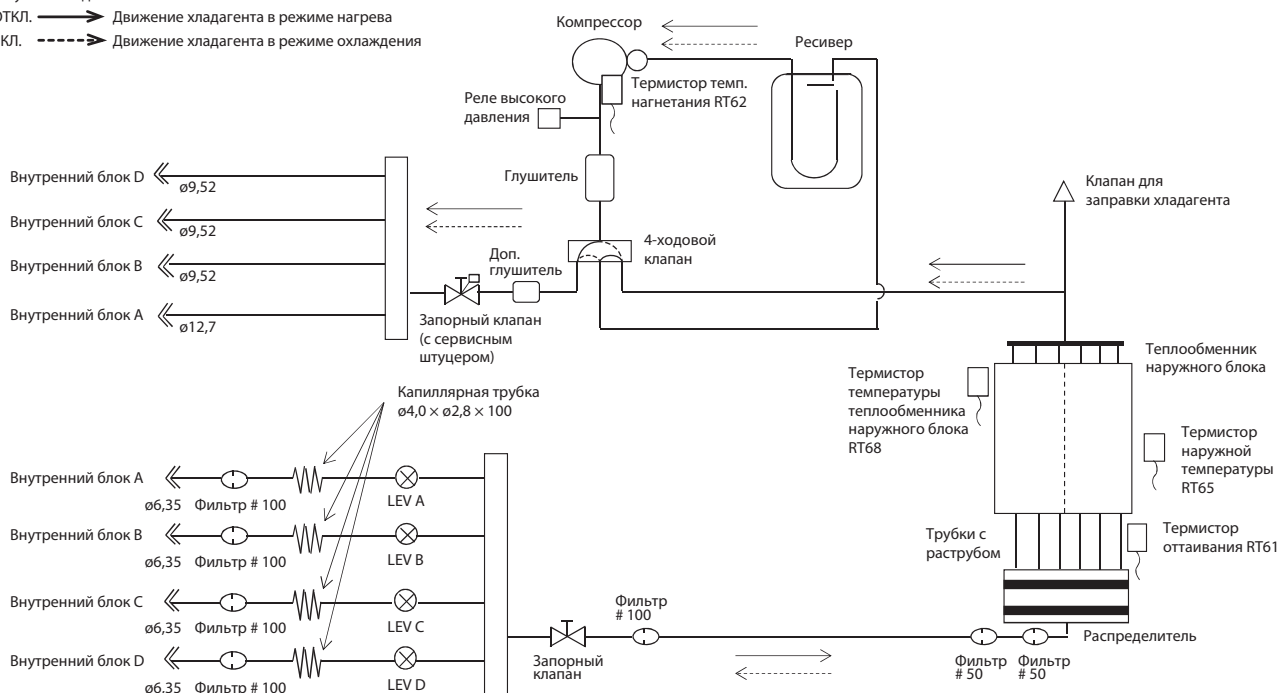 ОТКЛ. Движение хладагента в режиме нагрева
КЛ. Движение хладагента в режиме охлаждения
Компрессор
Ресивер
Термистор темп.
нагнетания RT62
Реле высокого
давления
Глушитель
4-ходовой
клапан
Доп.
глушитель
Запорный клапан
(с сервисным
штуцером)
Внутренний блок D
ø9,52
Внутренний блок C
ø9,52
Внутренний блок B
ø9,52
Внутренний блок A
ø12,7
Клапан для
заправки хладагента
Теплообменник
наружного блока
Термистор
температуры
теплообменника
наружного блока
RT68
Термистор
наружной
температуры
RT65
Трубки с
раструбом
Термистор
оттаивания RT61
Капиллярная трубка
ø4,0 × ø2,8 × 100
Внутренний блок A
ø6,35 Фильтр # 100
LEV A
Внутренний блок B
ø6,35 Фильтр # 100
LEV B
Внутренний блок C
ø6,35 Фильтр # 100
LEV C
Внутренний блок D
ø6,35 Фильтр # 100
LEV D
Запорный
клапан
Фильтр
# 100
Фильтр
# 50
Фильтр
# 50
Распределитель